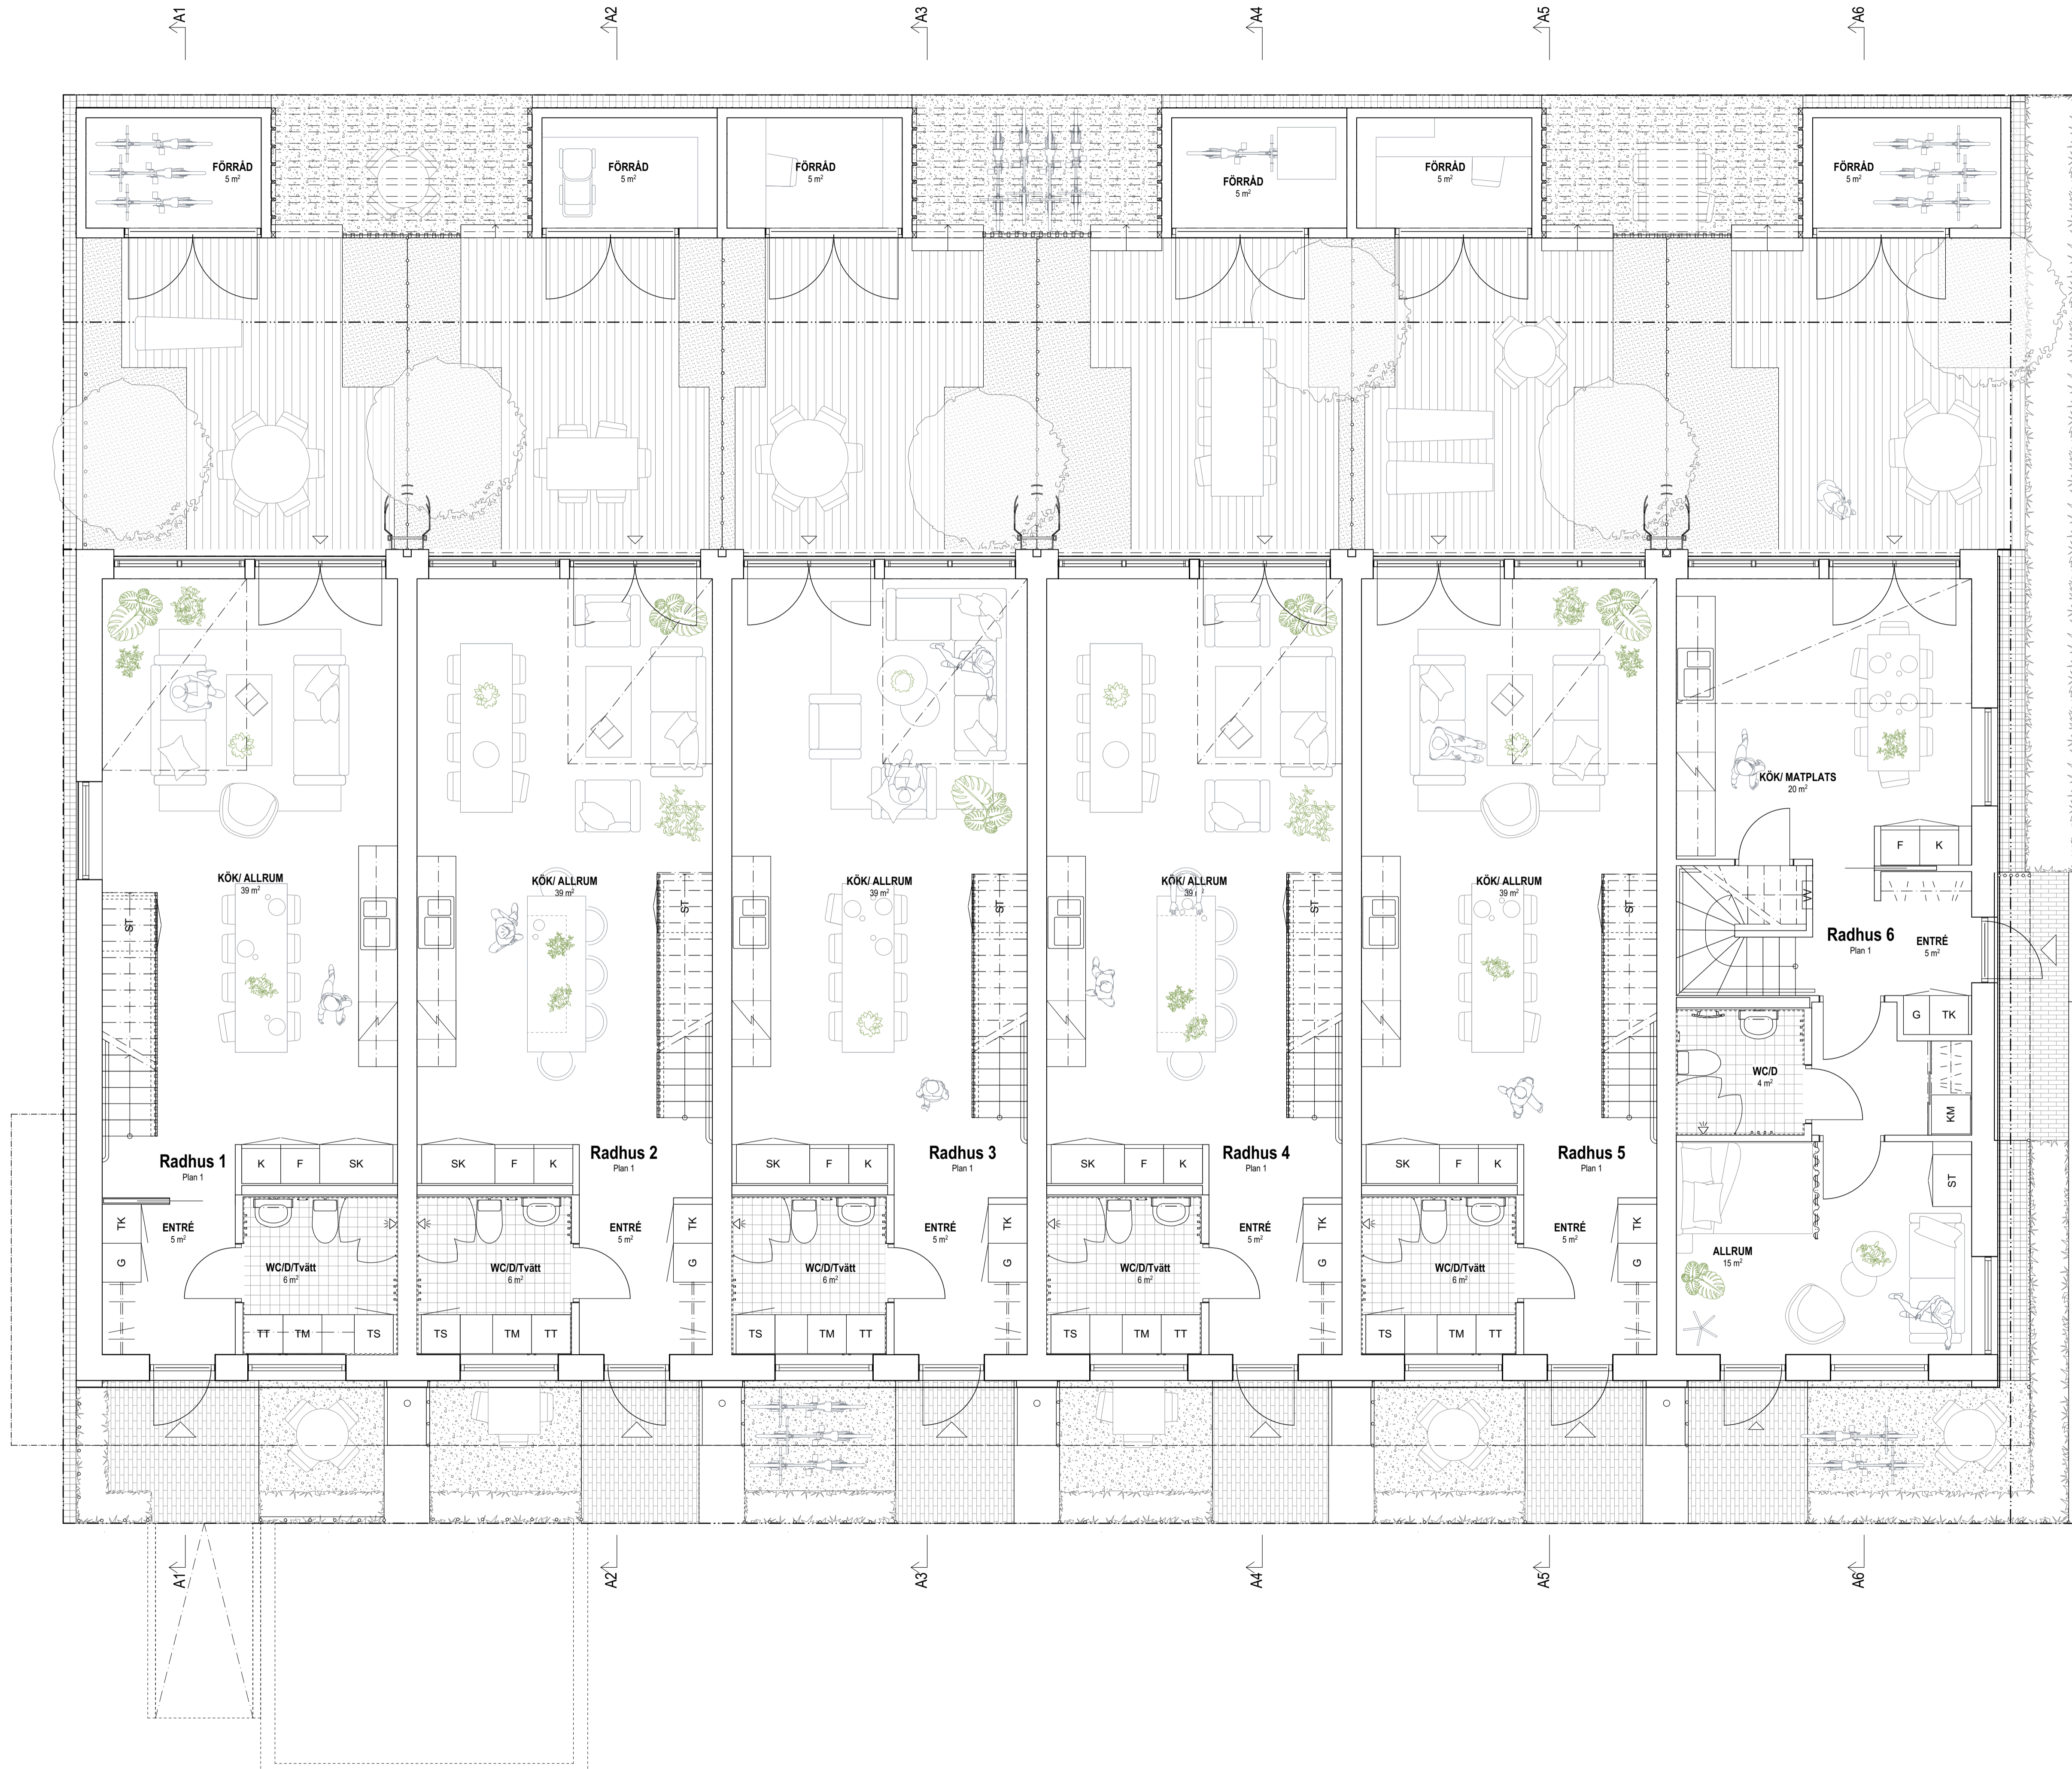 A1 A2 A3 A4 A5 A6
FÖRRÅD
5 m²
FÖRRÅD
5 m²
FÖRRÅD
5 m²
FÖRRÅD
5 m²
FÖRRÅD
5 m²
FÖRRÅD
5 m²
KÖK/ ALLRUM
39 m²
ST
Radhus 1
Plan 1
K F SK
TK
G
ENTRÉ
5 m²
WC/D/Tvätt
6 m²
TT TM TS
KÖK/ ALLRUM
39 m²
ST
Radhus 2
Plan 1
SK F K
TK
G
ENTRÉ
5 m²
WC/D/Tvätt
6 m²
TS TM TT
KÖK/ ALLRUM
39 m²
ST
Radhus 3
Plan 1
SK F K
TK
G
ENTRÉ
5 m²
WC/D/Tvätt
6 m²
TS TM TT
KÖK/ ALLRUM
39
ST
Radhus 4
Plan 1
SK F K
TK
G
ENTRÉ
5 m²
WC/D/Tvätt
6 m²
TS TM TT
KÖK/ ALLRUM
39 m²
ST
Radhus 5
Plan 1
SK F K
TK
G
ENTRÉ
5 m²
WC/D/Tvätt
6 m²
TS TM TT
KÖK/ MATPLATS
20 m²
F K
Radhus 6
Plan 1
ENTRÉ
5 m²
G TK
WC/D
4 m²
KM
ST
ALLRUM
15 m²
A1 A2 A3 A4 A5 A6